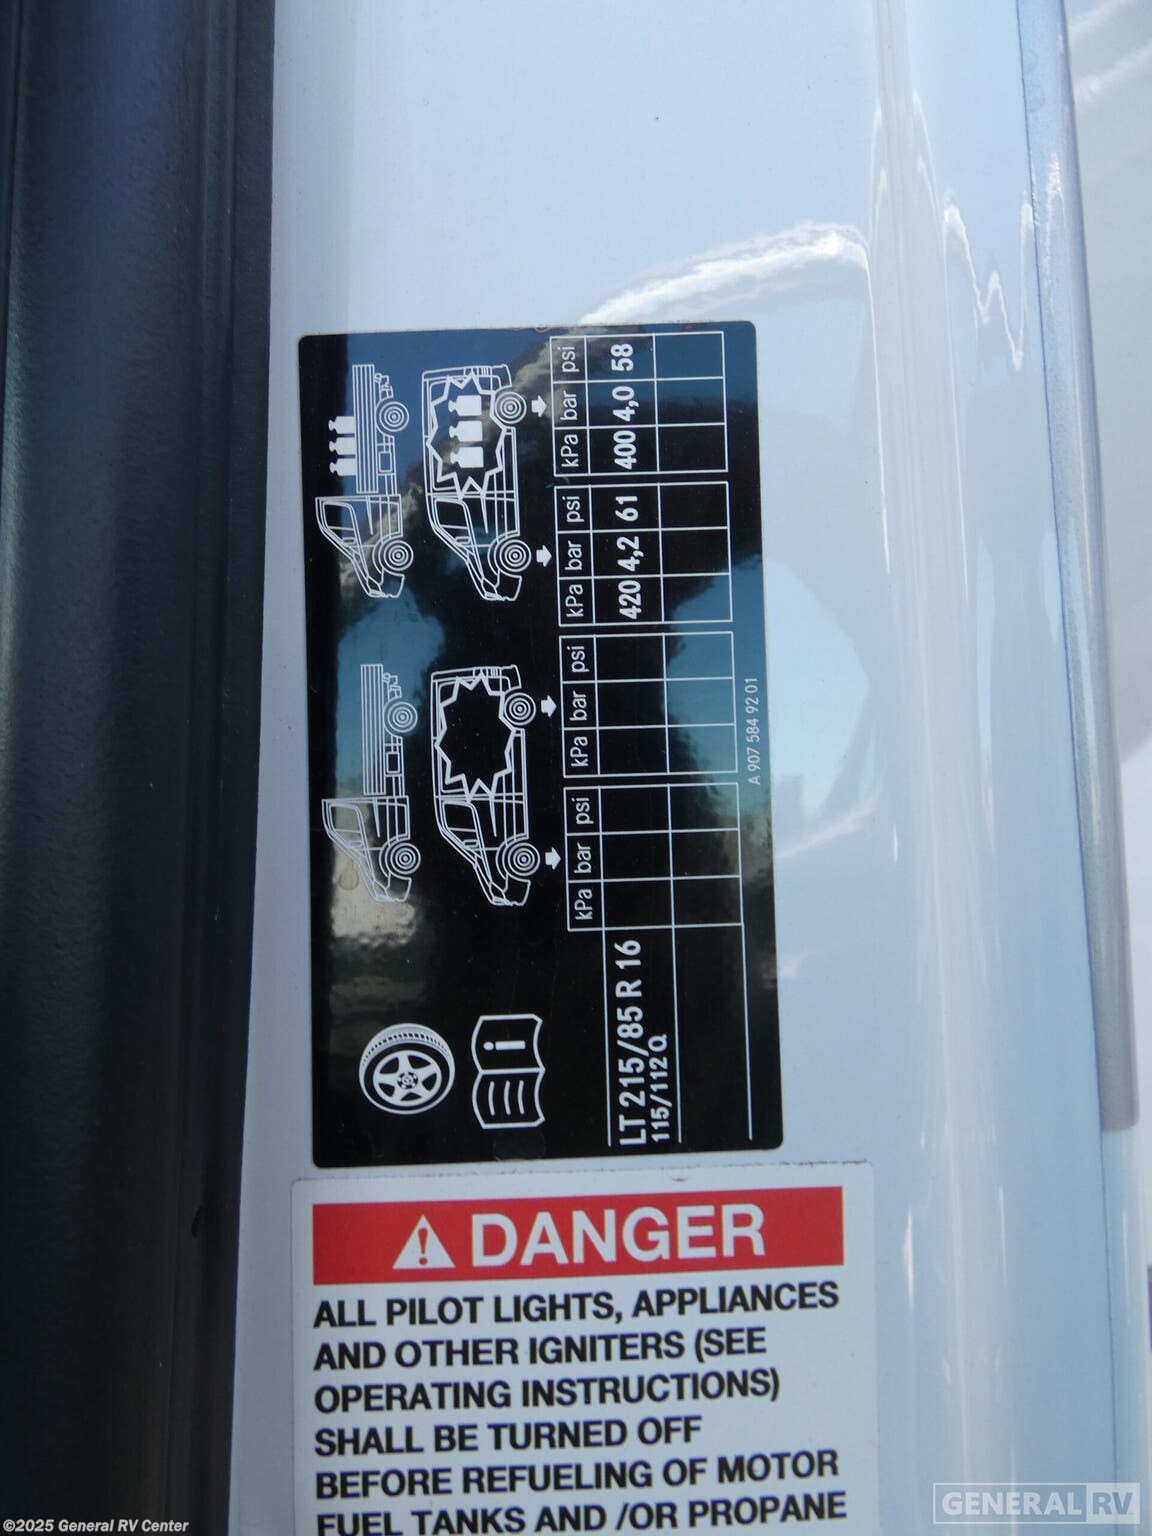 kPa bar psi kPa bar psi kPa bar psi kPa bar psi
LT 215/85 R 16 420 4,2 61 400 4,0 58
115/112 Q
A 907 584 92 01
DANGER
ALL PILOT LIGHTS, APPLIANCES
AND OTHER IGNITERS (SEE
OPERATING INSTRUCTIONS)
SHALL BE TURNED OFF
BEFORE REFUELING OF MOTOR
FUEL TANKS AND /OR PROPANE
GENERAL RV
©2025 General RV Center